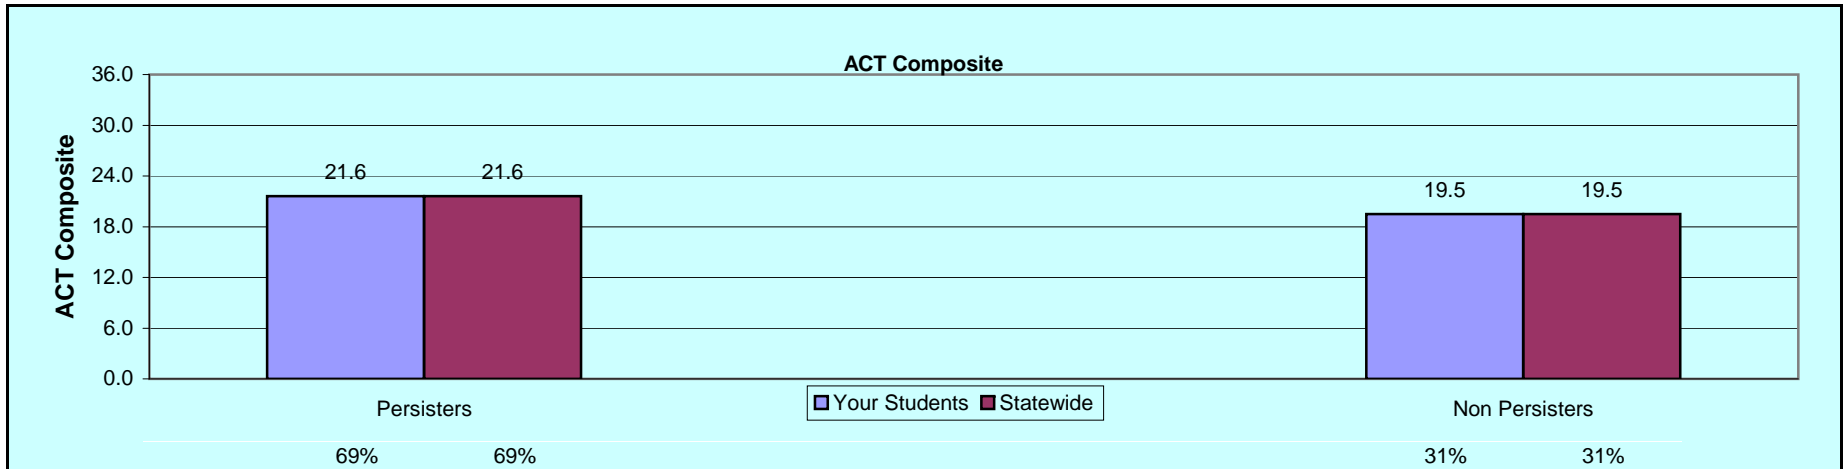 ACT Composite
36.0
30.0
24.0
18.0
12.0
6.0
0.0
ACT Composite
21.6 21.6 19.5 19.5
Persisters Non Persisters
Your Students Statewide
69% 69% 31% 31%